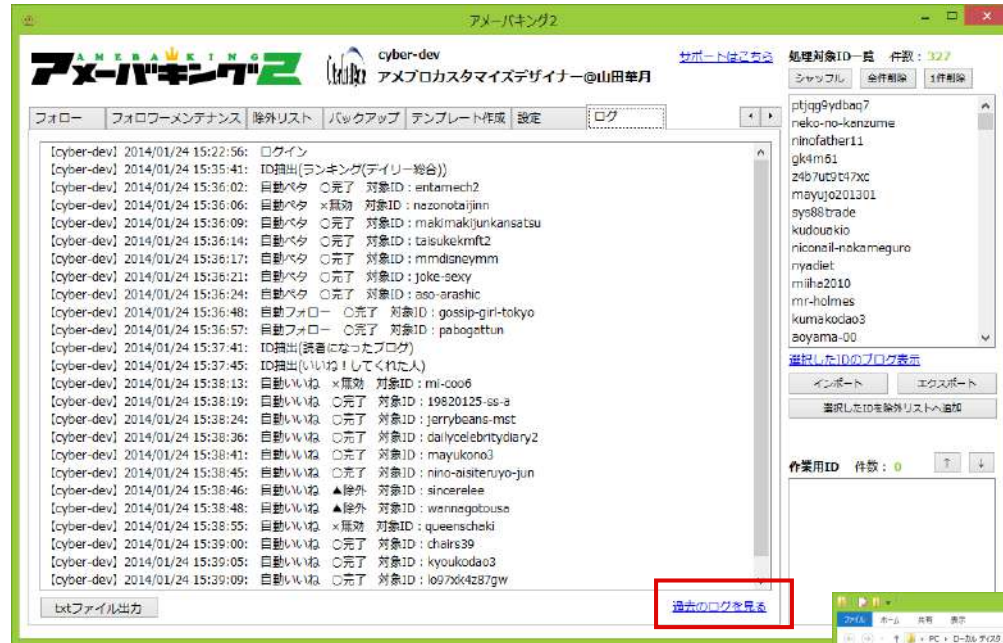 アメーバキング2
AMEBA KING
アメーバキング2
cyber-dev
アメブロカスタマイズデザイナー@山田華月
サポートはこちら
フォロー フォロワーメンテナンス 除外リスト バックアップ テンプレート作成 設定 ログ
【cyber-dev】2014/01/24 15:22:56: ログイン
【cyber-dev】2014/01/24 15:35:41: ID抽出(ランキング(デイリー総合))
【cyber-dev】2014/01/24 15:36:02: 自動ペタ ○完了 対象ID : entamech2
【cyber-dev】2014/01/24 15:36:06: 自動ペタ ×無効 対象ID : nazonotaijinn
【cyber-dev】2014/01/24 15:36:09: 自動ペタ ○完了 対象ID : makimakijunkansatsu
【cyber-dev】2014/01/24 15:36:14: 自動ペタ ○完了 対象ID : taisukekmft2
【cyber-dev】2014/01/24 15:36:17: 自動ペタ ○完了 対象ID : mmdisneymm
【cyber-dev】2014/01/24 15:36:21: 自動ペタ ○完了 対象ID : joke-sexy
【cyber-dev】2014/01/24 15:36:24: 自動ペタ ○完了 対象ID : aso-arashic
【cyber-dev】2014/01/24 15:36:48: 自動フォロー ○完了 対象ID : gossip-girl-tokyo
【cyber-dev】2014/01/24 15:36:57: 自動フォロー ○完了 対象ID : pabogattun
【cyber-dev】2014/01/24 15:37:41: ID抽出(読者になったブログ)
【cyber-dev】2014/01/24 15:37:45: ID抽出(いいね！してくれた人)
【cyber-dev】2014/01/24 15:38:13: 自動いいね ×無効 対象ID : mi-coo6
【cyber-dev】2014/01/24 15:38:19: 自動いいね ○完了 対象ID : 19820125-ss-a
【cyber-dev】2014/01/24 15:38:24: 自動いいね ○完了 対象ID : jerrybeans-mst
【cyber-dev】2014/01/24 15:38:36: 自動いいね ○完了 対象ID : dailycelebritydiary2
【cyber-dev】2014/01/24 15:38:41: 自動いいね ○完了 対象ID : mayukono3
【cyber-dev】2014/01/24 15:38:45: 自動いいね ○完了 対象ID : nino-aisiteruyo-jun
【cyber-dev】2014/01/24 15:38:46: 自動いいね ▲除外 対象ID : sincerelee
【cyber-dev】2014/01/24 15:38:48: 自動いいね ▲除外 対象ID : wannagotousa
【cyber-dev】2014/01/24 15:38:55: 自動いいね ×無効 対象ID : queenschaki
【cyber-dev】2014/01/24 15:39:00: 自動いいね ○完了 対象ID : chairs39
【cyber-dev】2014/01/24 15:39:05: 自動いいね ○完了 対象ID : kyoukodao3
【cyber-dev】2014/01/24 15:39:09: 自動いいね ○完了 対象ID : lo97xk4z87gw
txtファイル出力
過去のログを見る
処理対象ID一覧 件数: 327
シャッフル 全件削除 1件削除
ptjqg9ydbaq7
neko-no-kanzume
ninofather11
gk4m61
z4b7ut9t47xc
mayujo201301
sys88trade
kudouakio
niconail-nakameguro
nyadiet
miiha2010
mr-holmes
kumakodao3
aoyama-00
選択したIDのブログ表示
インポート エクスポート
選択したIDを除外リストへ追加
作業用ID 件数: 0 ↑ ↓
ファイル ホーム 共有 表示
PC ローカル ディスク